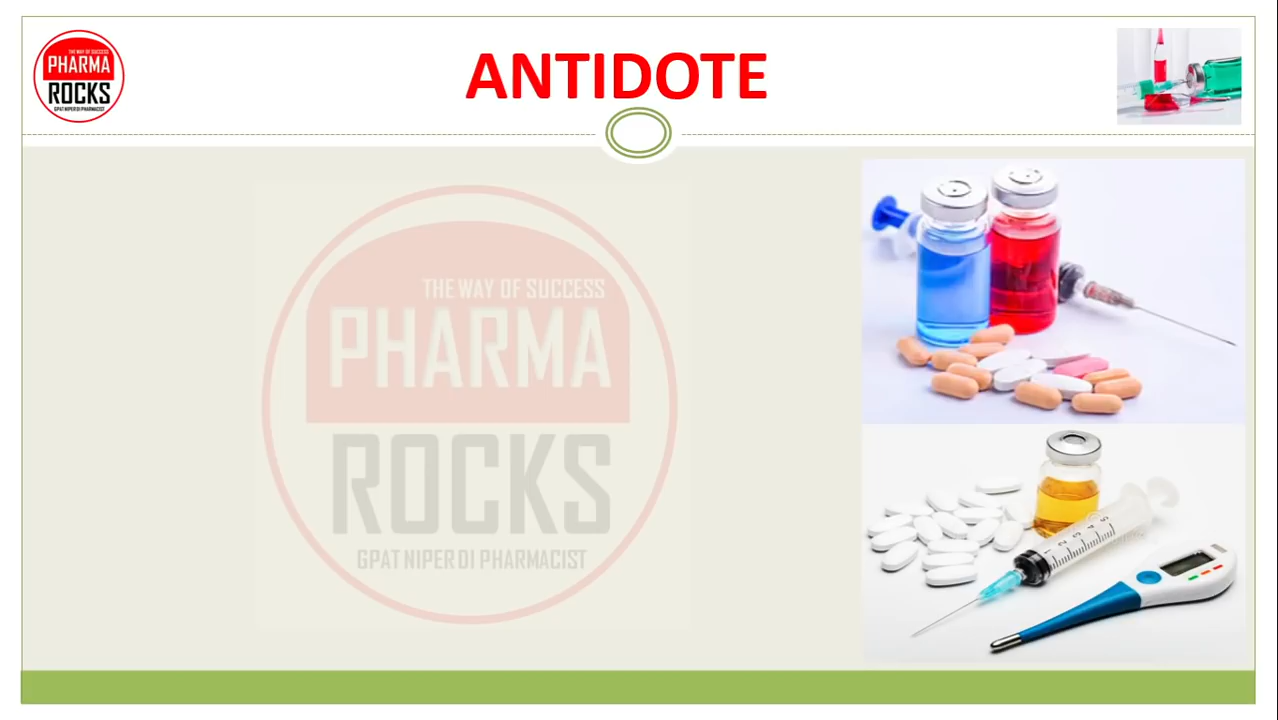 THE WAY OF SUCCESS
PHARMA
ROCKS
GPAT NIPER DI PHARMACIST
ANTIDOTE
THE WAY OF SUCCESS
PHARMA
ROCKS
GPAT NIPER DI PHARMACIST